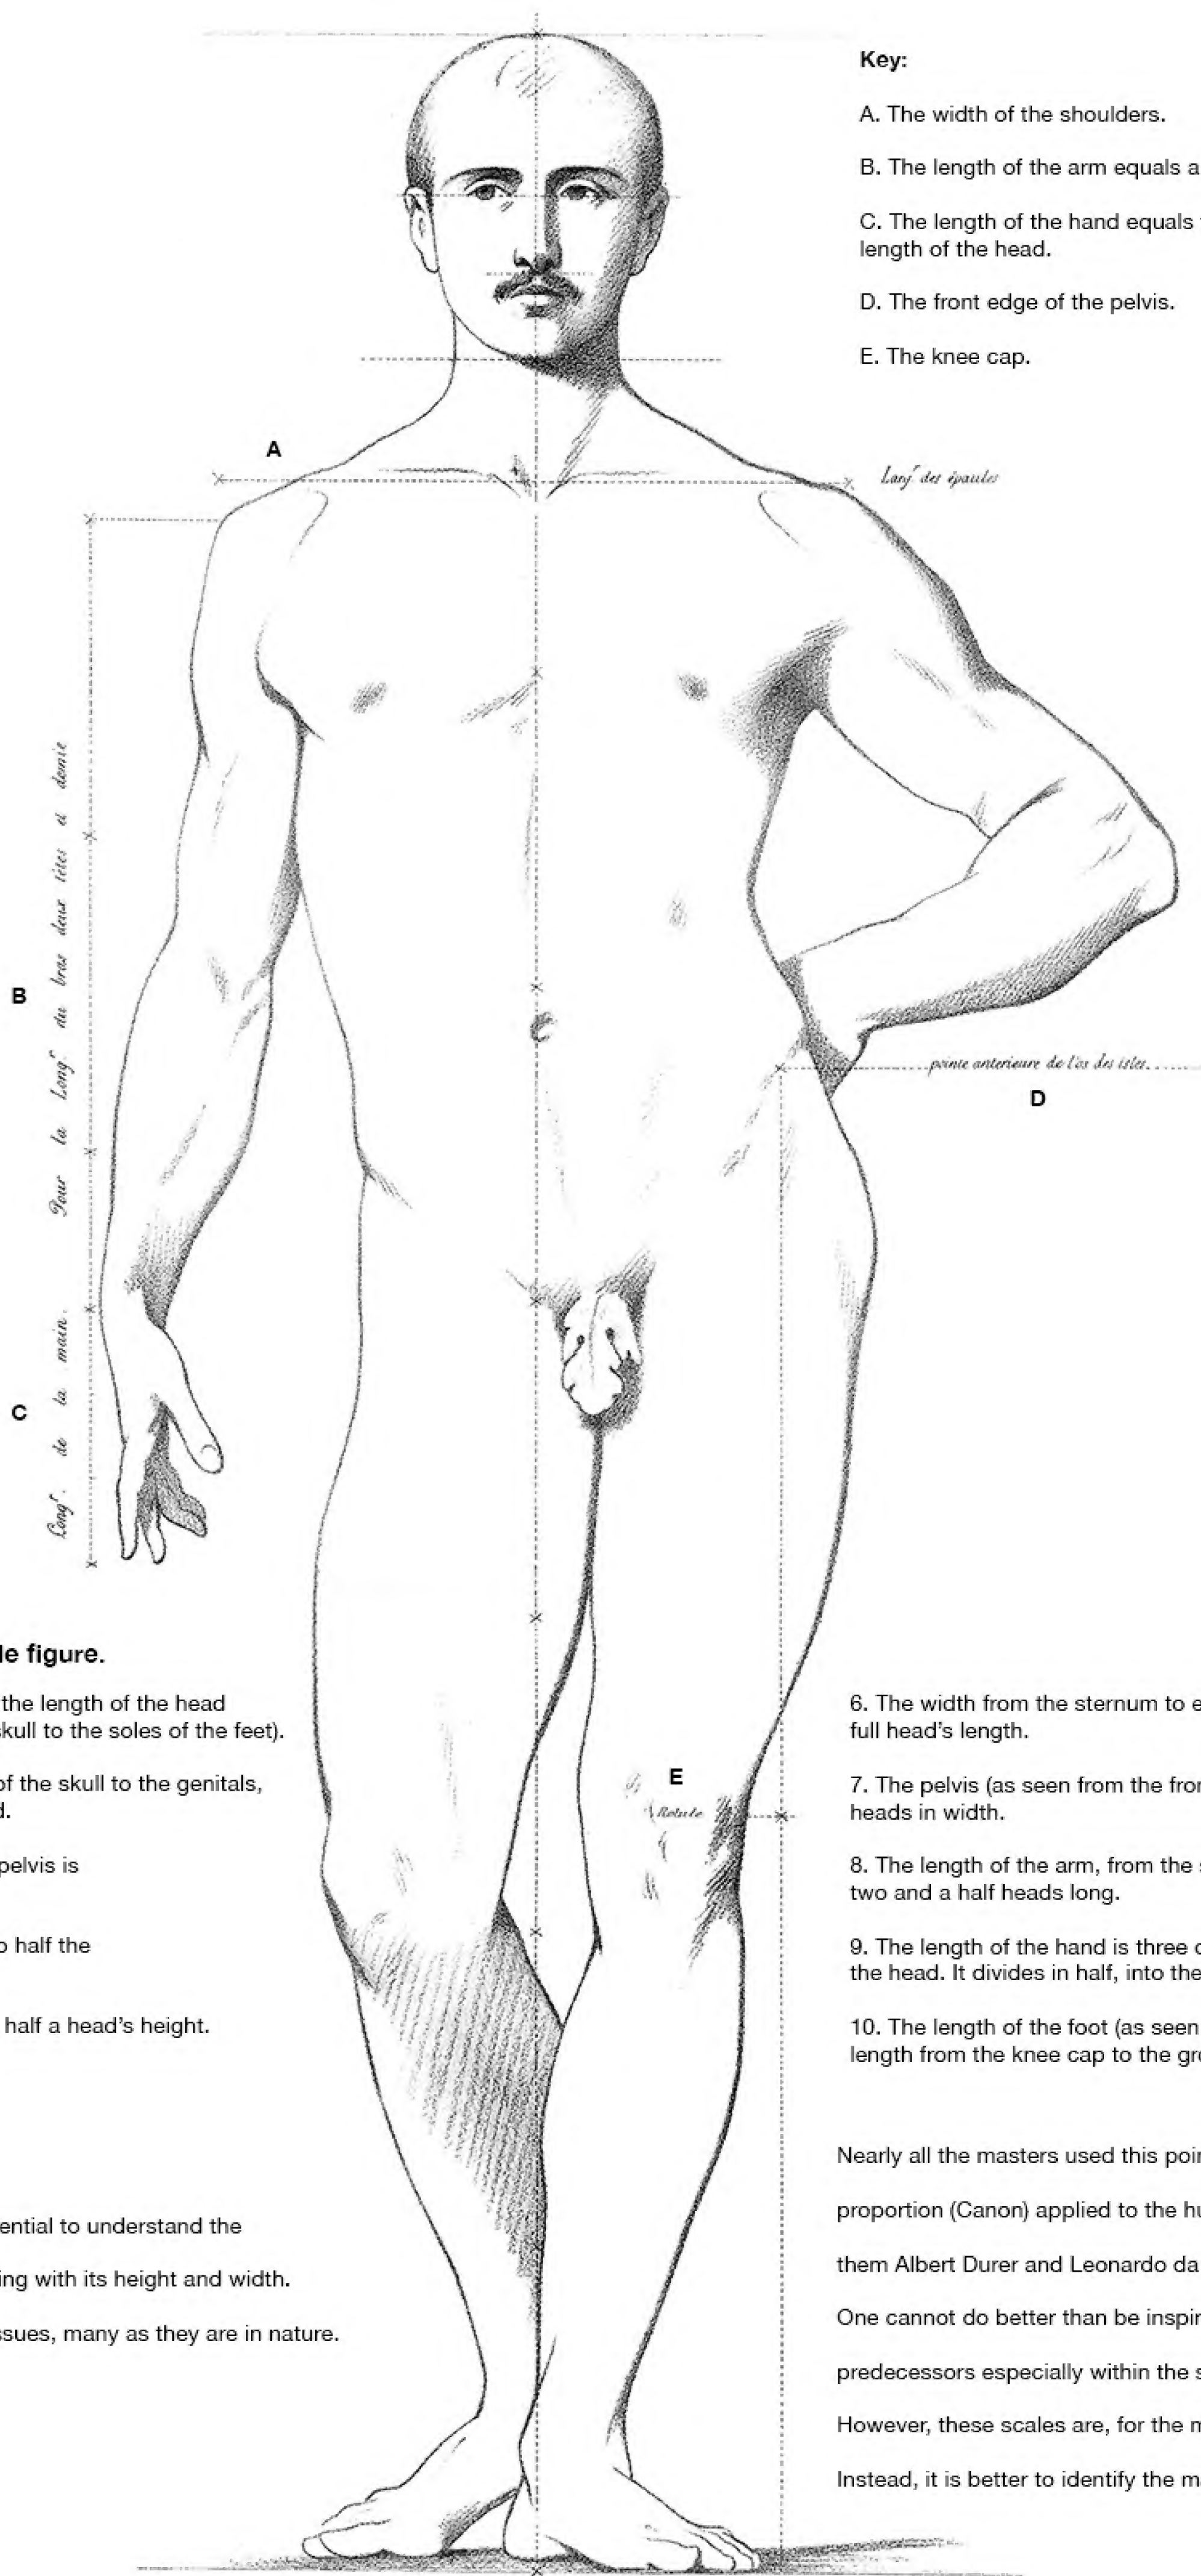 Key:
A. The width of the shoulders.
B. The length of the arm equals a
C. The length of the hand equals
length of the head.
D. The front edge of the pelvis.
E. The knee cap.
A
Larg.r des épaules
B
Pour la Long.r du bras deux têtes et demie
pointe anterieure de l'os des isles
D
C
Long.r de la main.
le figure.
the length of the head
skull to the soles of the feet).
of the skull to the genitals,
d.
pelvis is
o half the
half a head's height.
ential to understand the
ing with its height and width.
ssues, many as they are in nature.
E
Rotule
6. The width from the sternum to e
full head's length.
7. The pelvis (as seen from the fron
heads in width.
8. The length of the arm, from the s
two and a half heads long.
9. The length of the hand is three o
the head. It divides in half, into the
10. The length of the foot (as seen
length from the knee cap to the gro
Nearly all the masters used this poin
proportion (Canon) applied to the hu
them Albert Durer and Leonardo da
One cannot do better than be inspir
predecessors especially within the s
However, these scales are, for the m
Instead, it is better to identify the ma